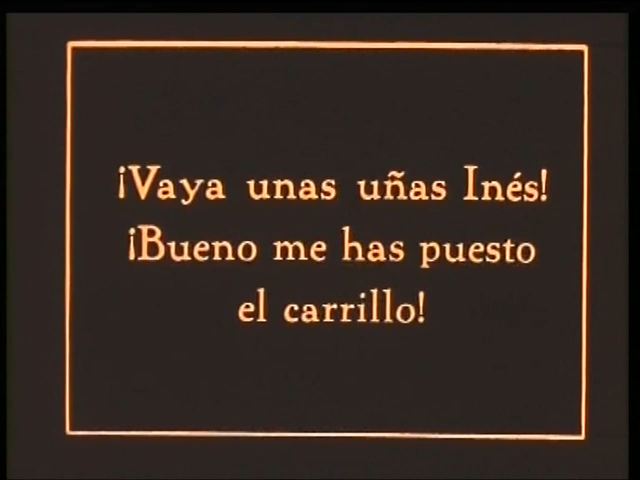 ¡Vaya unas uñas Inés!
¡Bueno me has puesto
el carrillo!